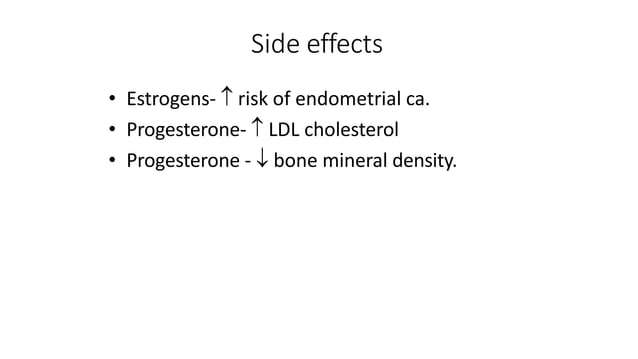 Side effects
• Estrogens- ↑ risk of endometrial ca.
• Progesterone- ↑ LDL cholesterol
• Progesterone - ↓ bone mineral density.